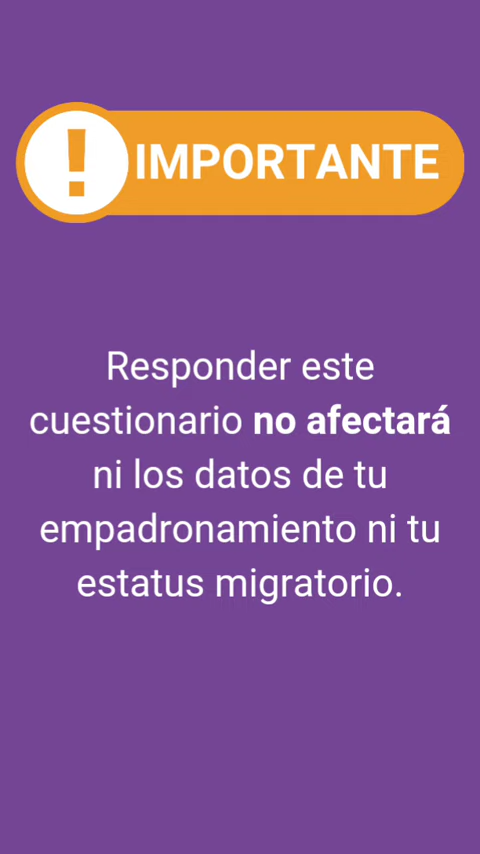 ! IMPORTANTE
Responder este
cuestionario no afectará
ni los datos de tu
empadronamiento ni tu
estatus migratorio.